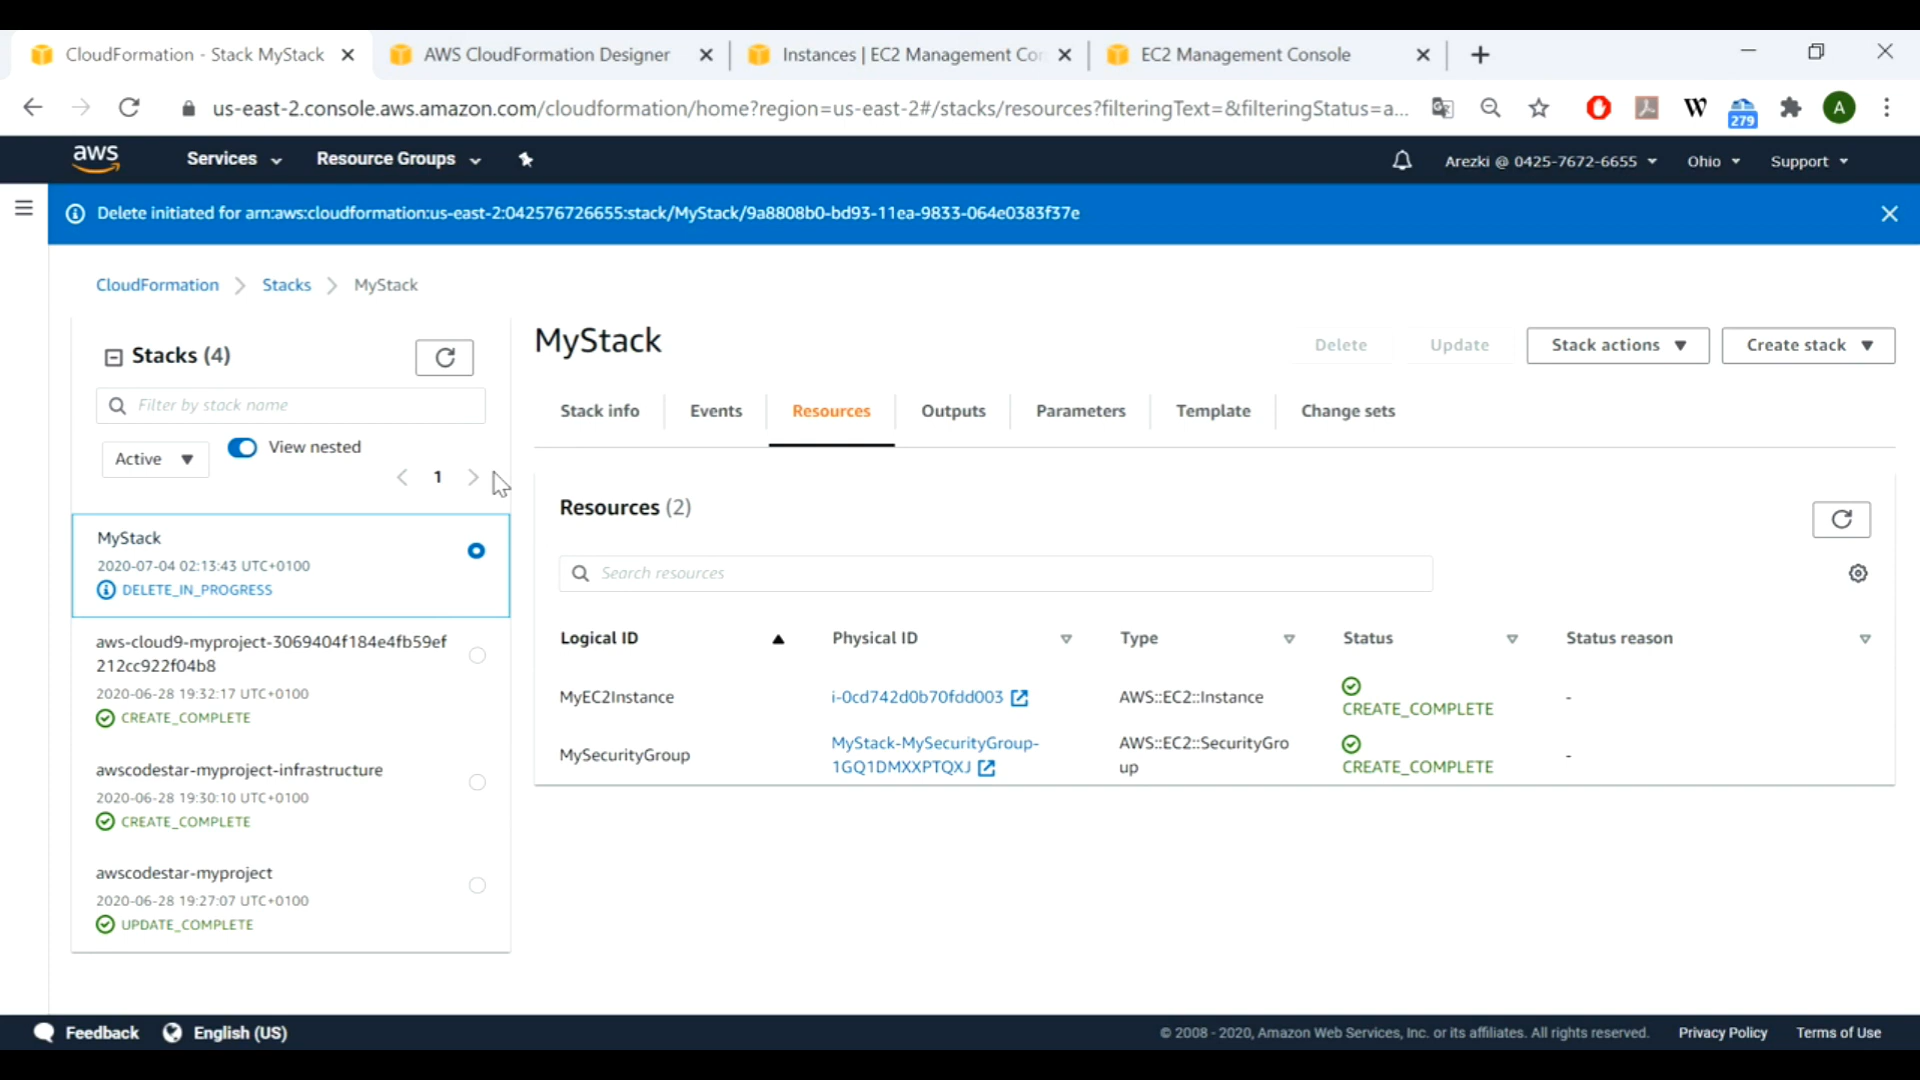 CloudFormation - Stack MyStack
AWS CloudFormation Designer
Instances | EC2 Management Co
EC2 Management Console
us-east-2.console.aws.amazon.com/cloudformation/home?region=us-east-2#/stacks/resources?filteringText=&filteringStatus=a...
W
279
A
aws
Services
Resource Groups
Arezki @ 0425-7672-6655
Ohio
Support
Delete initiated for arn:aws:cloudformation:us-east-2:042576726655:stack/MyStack/9a8808b0-bd93-11ea-9833-064e0383f37e
CloudFormation
Stacks
MyStack
Stacks (4)
Filter by stack name
Active
View nested
1
MyStack
2020-07-04 02:13:43 UTC+0100
DELETE_IN_PROGRESS
aws-cloud9-myproject-3069404f184e4fb59ef
212cc922f04b8
2020-06-28 19:32:17 UTC+0100
CREATE_COMPLETE
awscodestar-myproject-infrastructure
2020-06-28 19:30:10 UTC+0100
CREATE_COMPLETE
awscodestar-myproject
2020-06-28 19:27:07 UTC+0100
UPDATE_COMPLETE
MyStack
Delete
Update
Stack actions
Create stack
Stack info
Events
Resources
Outputs
Parameters
Template
Change sets
Resources (2)
Search resources
Logical ID
Physical ID
Type
Status
Status reason
MyEC2Instance
i-0cd742d0b70fdd003
AWS::EC2::Instance
CREATE_COMPLETE
-
MySecurityGroup
MyStack-MySecurityGroup-
1GQ1DMXXPTQXJ
AWS::EC2::SecurityGro
up
CREATE_COMPLETE
-
Feedback
English (US)
© 2008 - 2020, Amazon Web Services, Inc. or its affiliates. All rights reserved.
Privacy Policy
Terms of Use